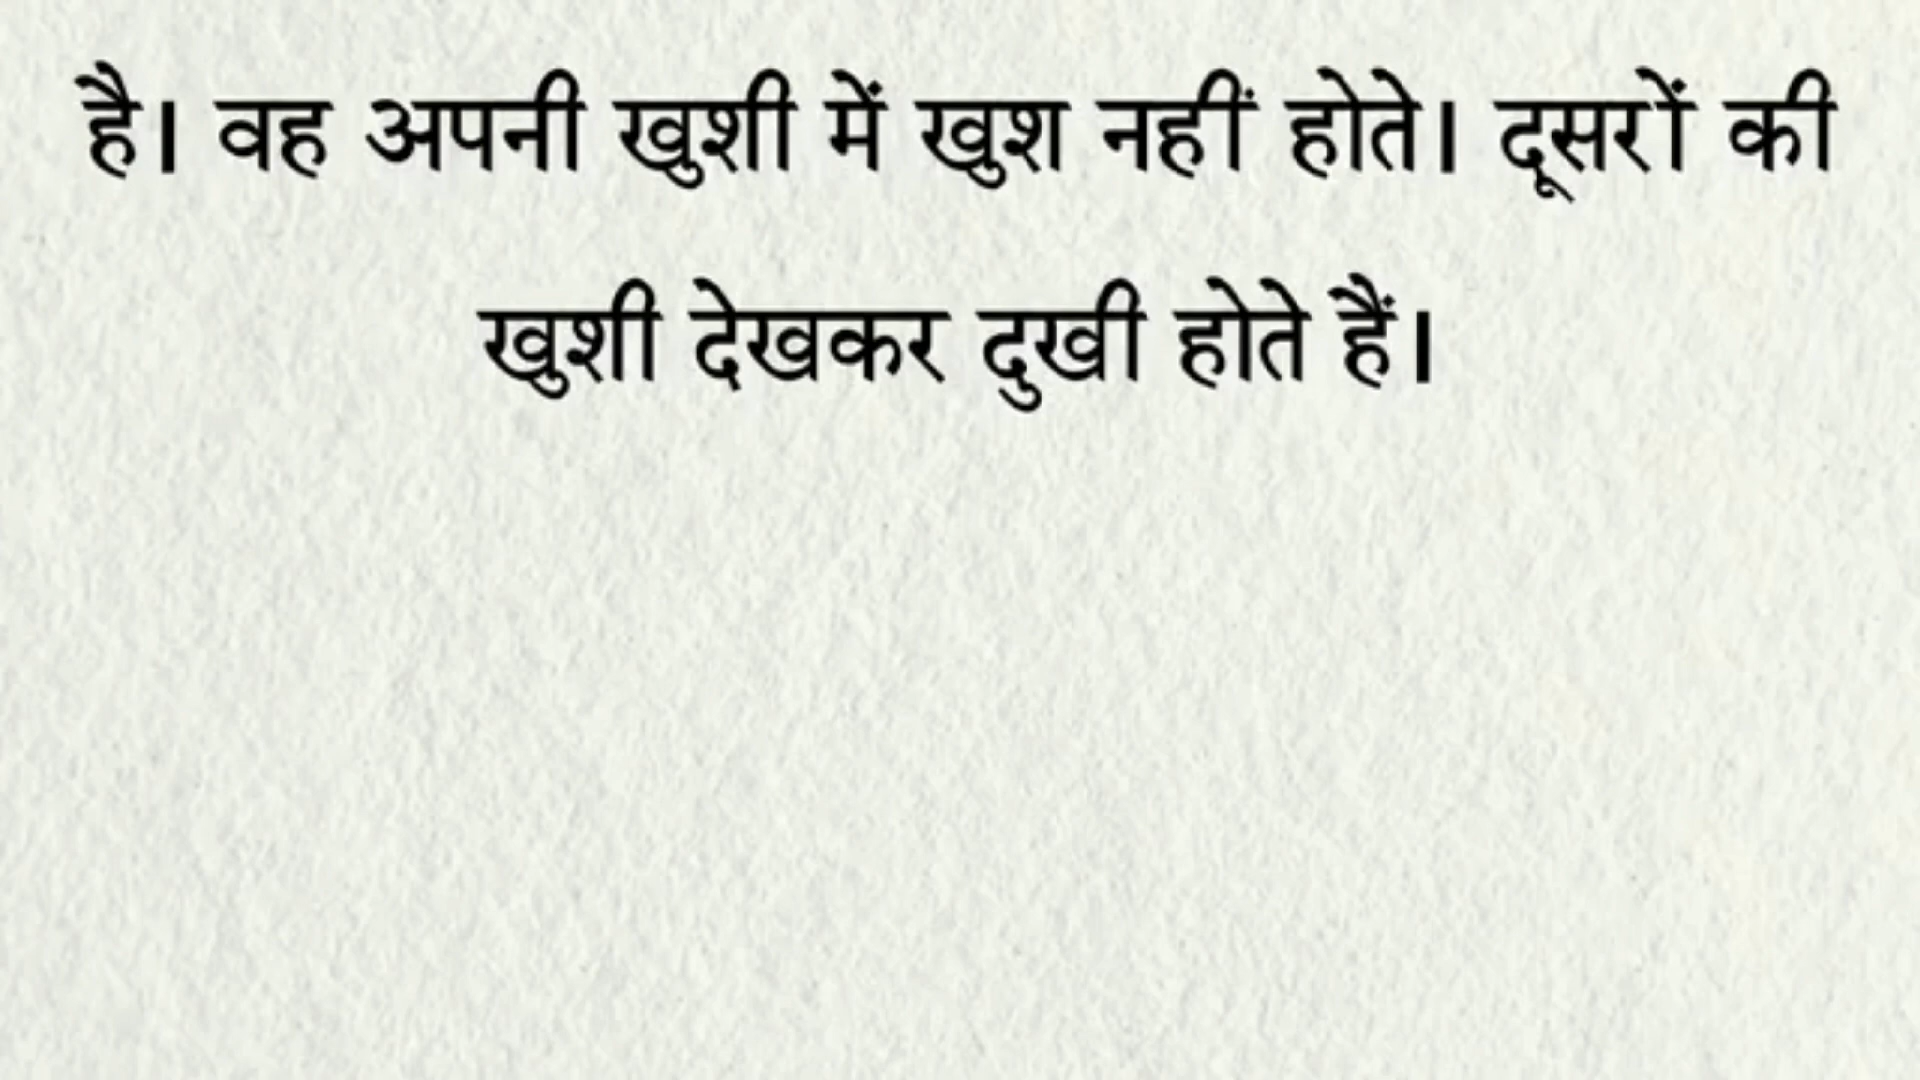 है। वह अपनी खुशी में खुश नहीं होते। दूसरों की
खुशी देखकर दुखी होते हैं।